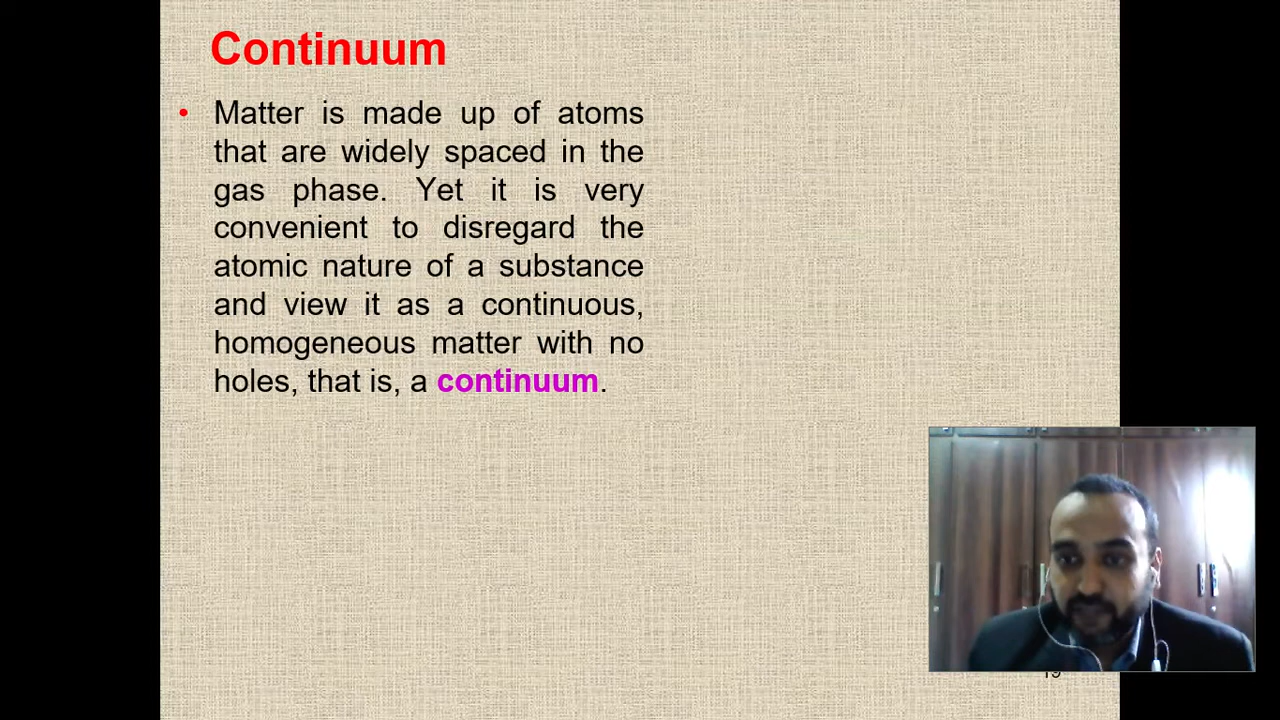 Continuum
• Matter is made up of atoms
that are widely spaced in the
gas phase. Yet it is very
convenient to disregard the
atomic nature of a substance
and view it as a continuous,
homogeneous matter with no
holes, that is, a continuum.
19